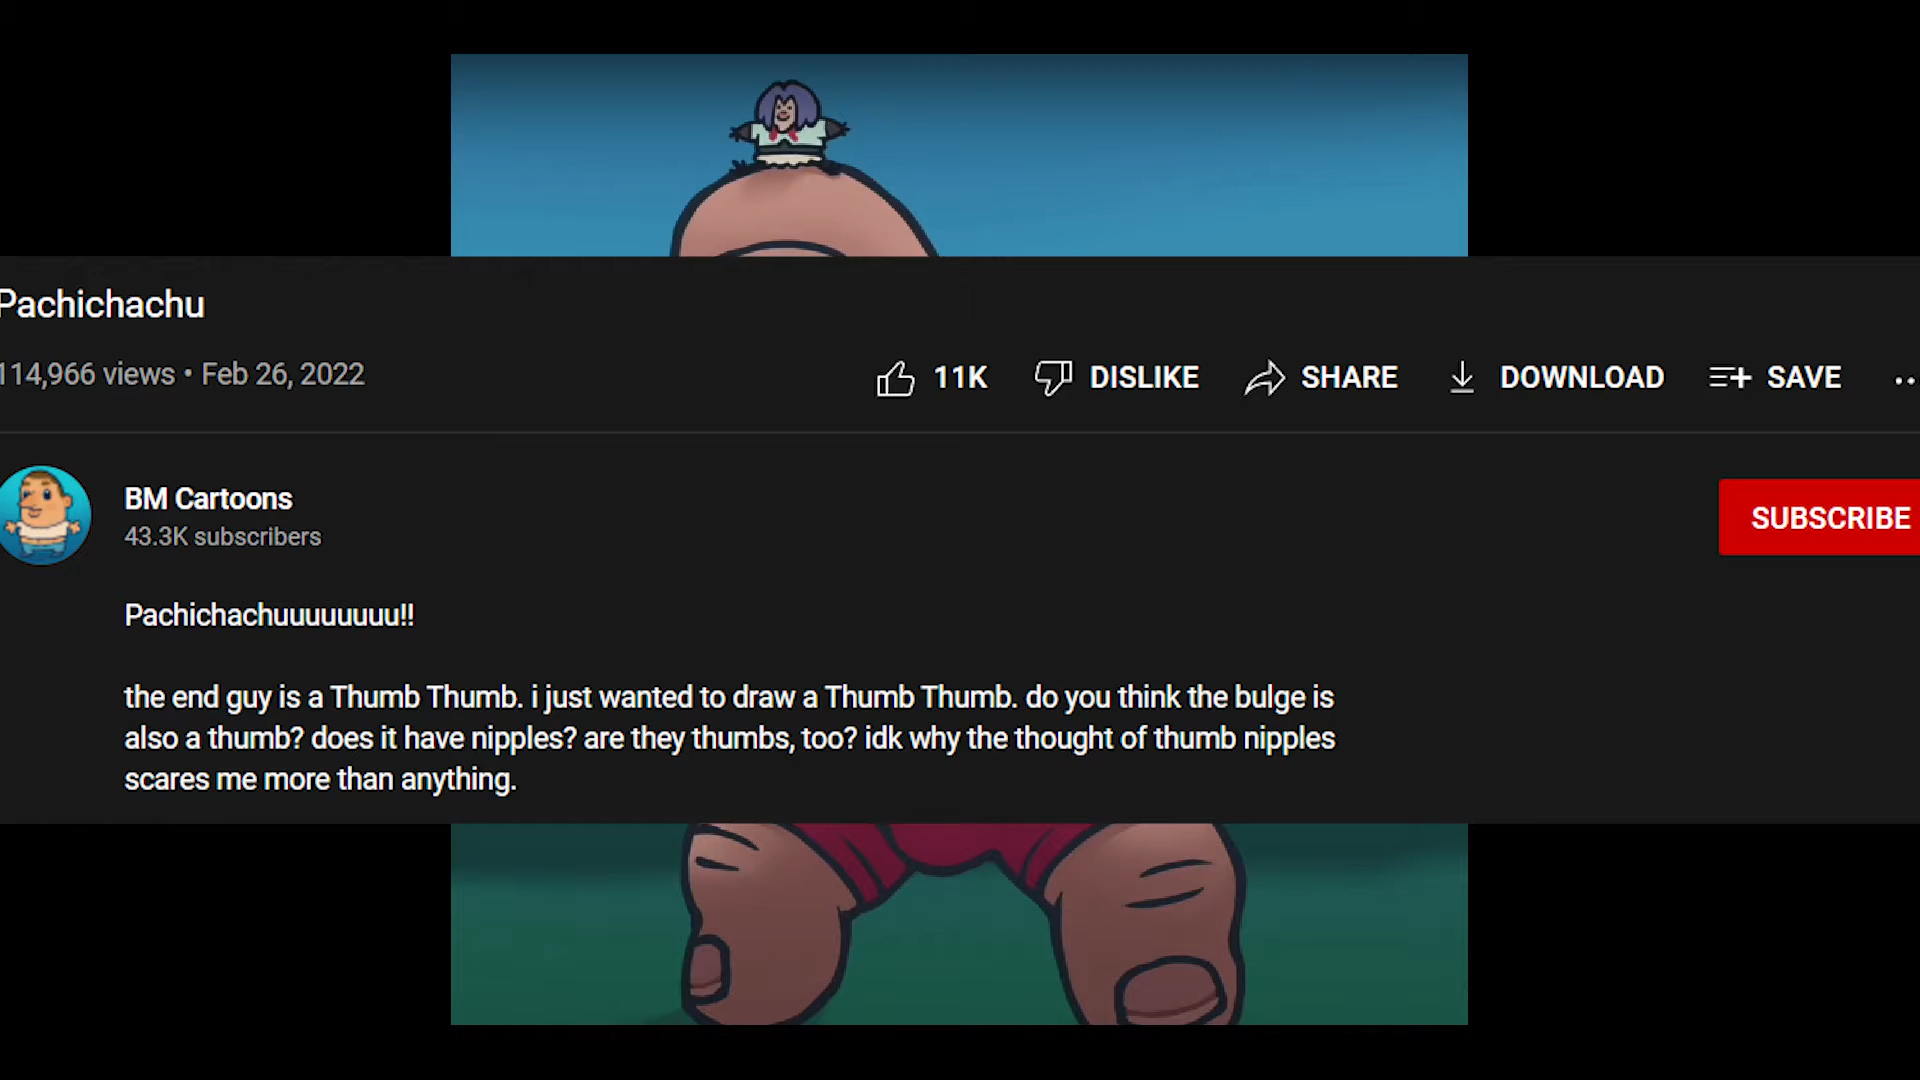 Pachichachu
114,966 views • Feb 26, 2022
11K
DISLIKE
SHARE
DOWNLOAD
SAVE
BM Cartoons
43.3K subscribers
SUBSCRIBE
Pachichachuuuuuuuu!!
the end guy is a Thumb Thumb. i just wanted to draw a Thumb Thumb. do you think the bulge is
also a thumb? does it have nipples? are they thumbs, too? idk why the thought of thumb nipples
scares me more than anything.